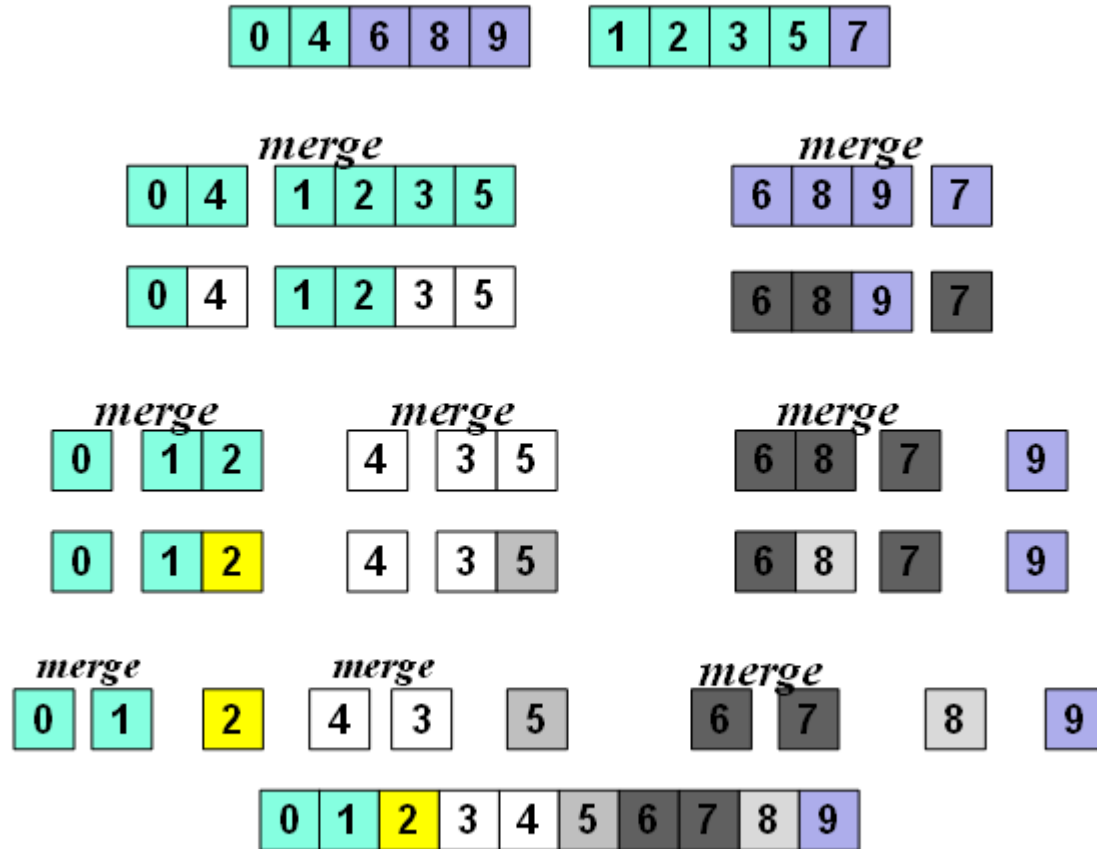 0 4 6 8 9 1 2 3 5 7
merge merge
0 4 1 2 3 5 6 8 9 7
0 4 1 2 3 5 6 8 9 7
merge merge merge
0 1 2 4 3 5 6 8 7 9
0 1 2 4 3 5 6 8 7 9
merge merge merge
0 1 2 4 3 5 6 7 8 9
0 1 2 3 4 5 6 7 8 9